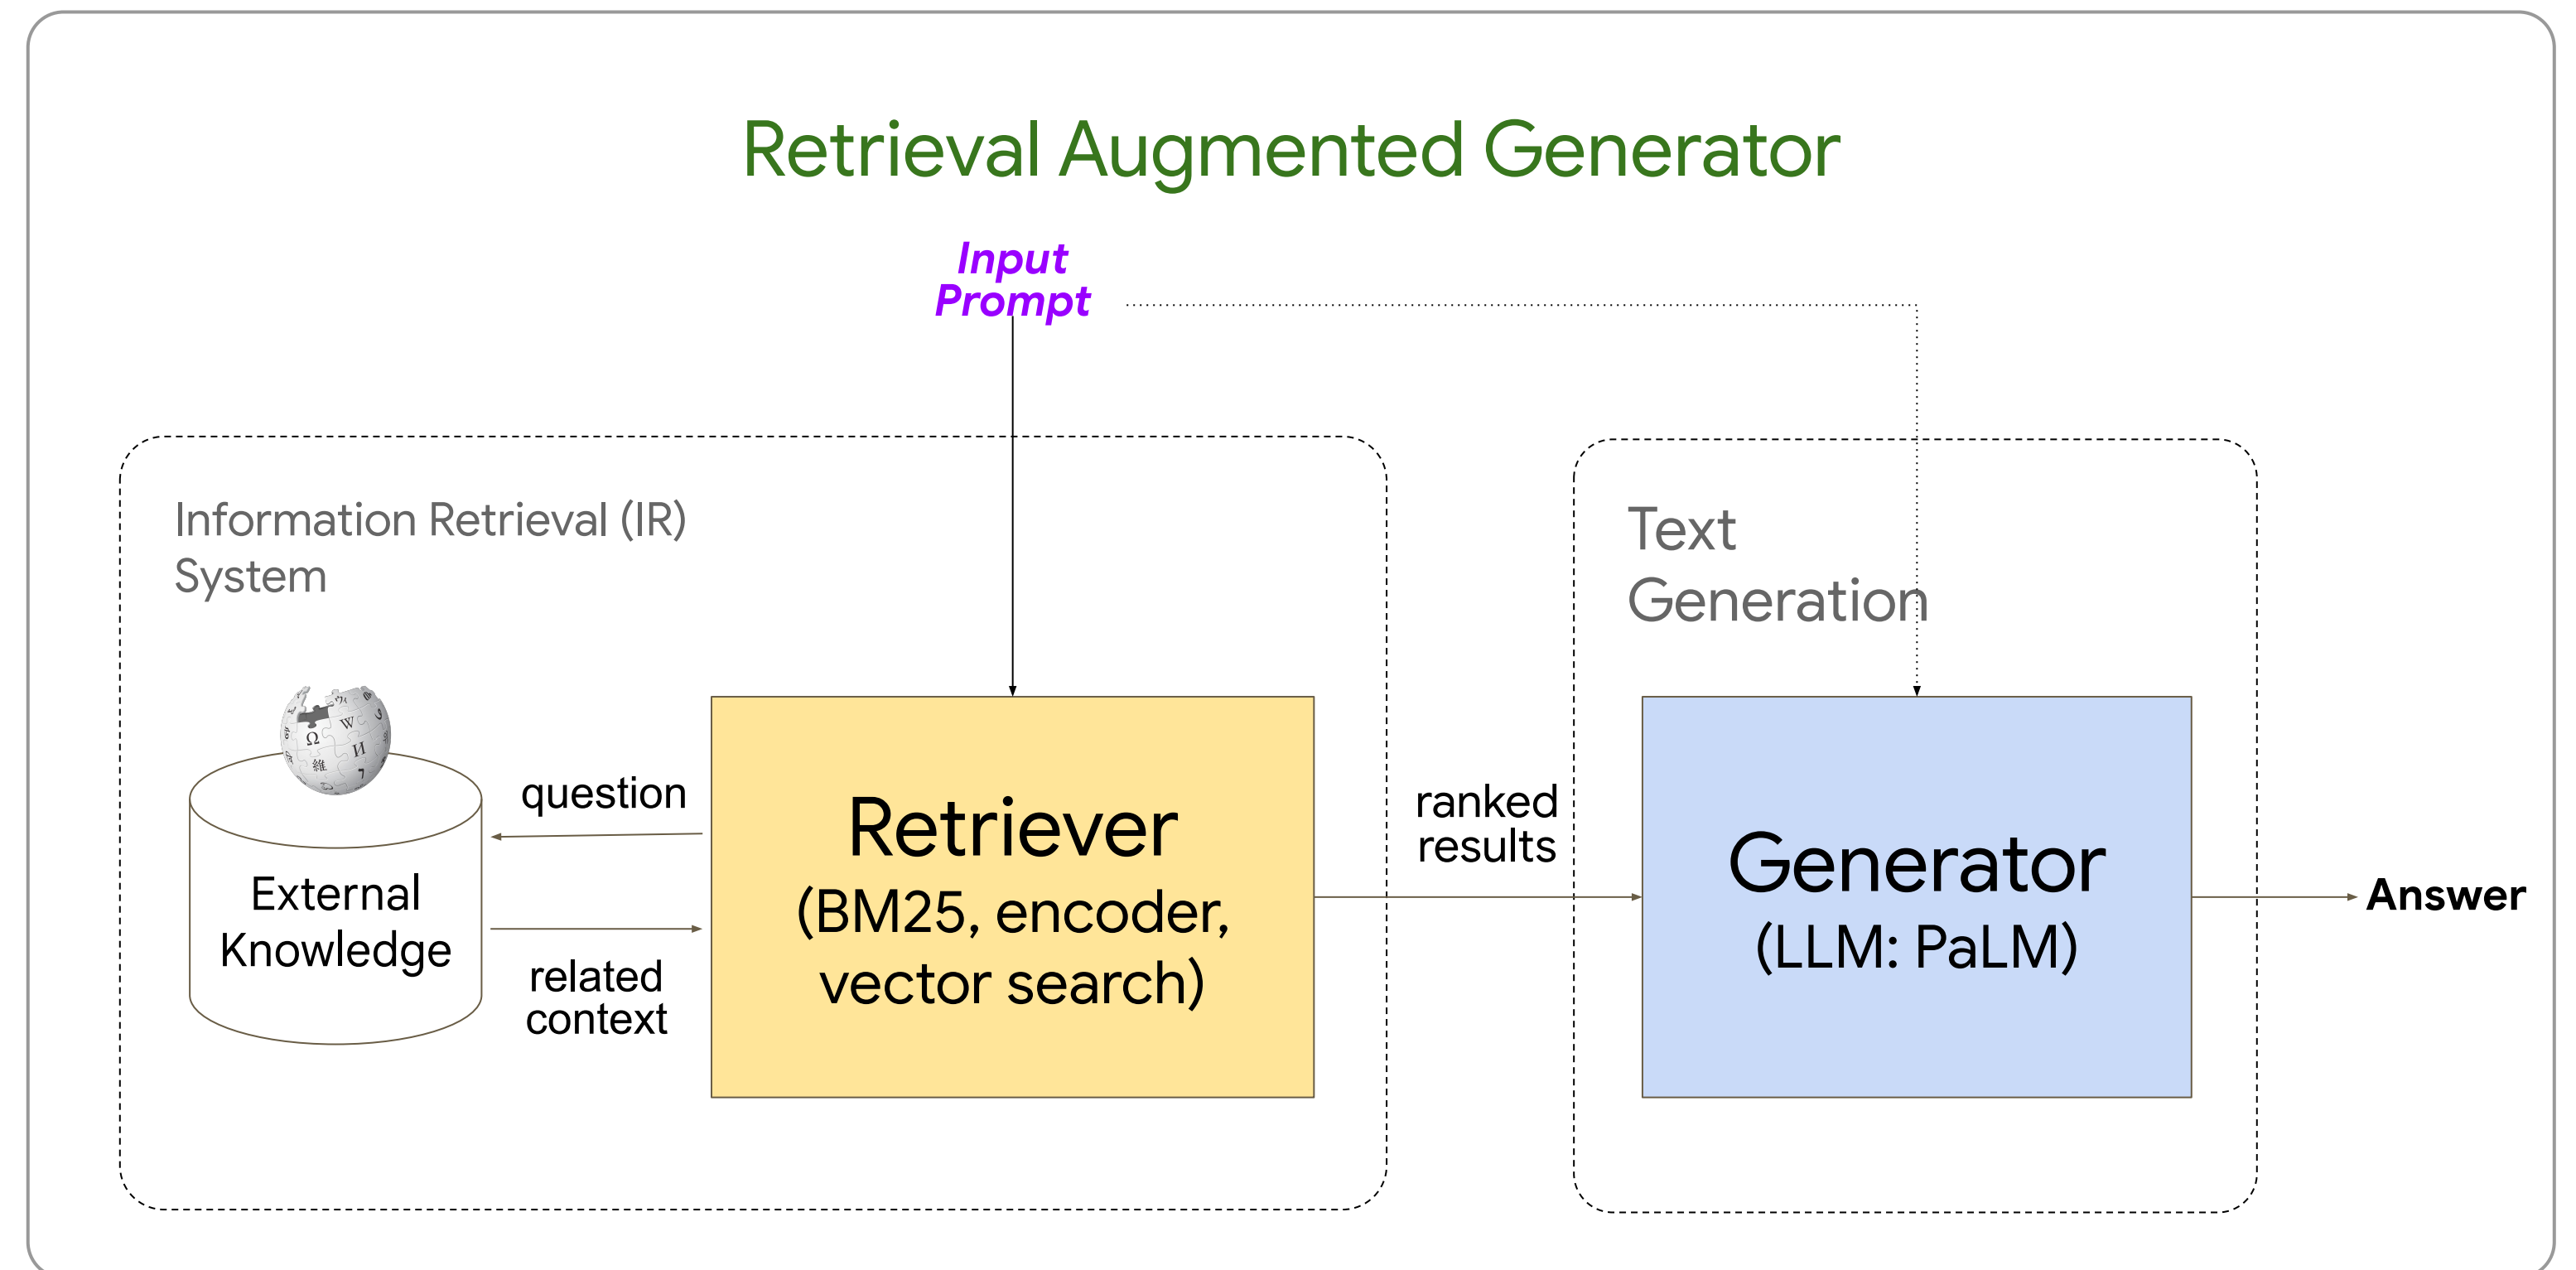 Retrieval Augmented Generator
Input
Prompt
Information Retrieval (IR)
System
Text
Generation
External
Knowledge
question
related
context
Retriever
(BM25, encoder,
vector search)
ranked
results
Generator
(LLM: PaLM)
Answer